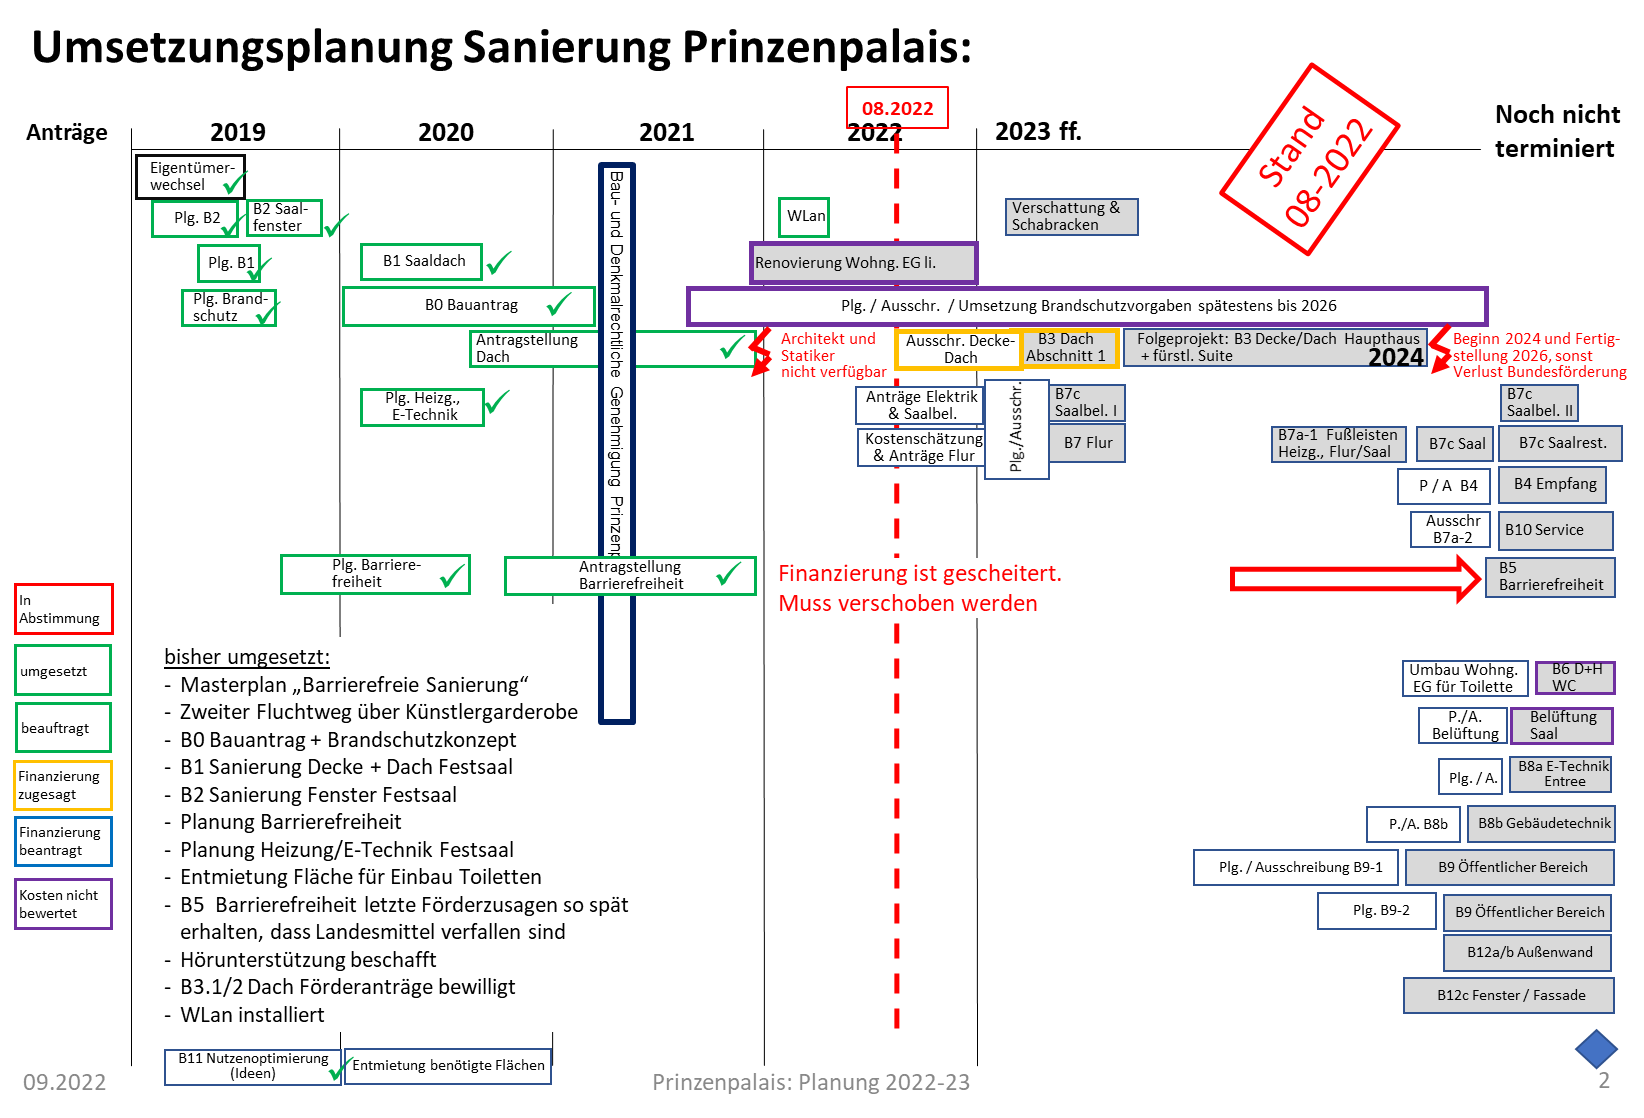 Umsetzungsplanung Sanierung Prinzenpalais:
08.2022
Anträge
2019
2020
2021
2022
2023 ff.
Noch nicht
terminiert
Stand
08-2022
Eigentümer-
wechsel
Plg. B2
B2 Saal-
fenster
WLan
Verschattung &
Schabracken
Plg. B1
B1 Saaldach
Renovierung Wohng. EG li.
Plg. Brand-
schutz
B0 Bauantrag
Plg. / Ausschr. / Umsetzung Brandschutzvorgaben spätestens bis 2026
Bau- und Denkmalrechtliche Genehmigung
Antragstellung
Dach
Architekt und
Statiker
nicht verfügbar
Ausschr. Decke-
Dach
B3 Dach
Abschnitt 1
Folgeprojekt: B3 Decke/Dach Haupthaus
+ fürstl. Suite
2024
Beginn 2024 und Fertig-
stellung 2026, sonst
Verlust Bundesförderung
Plg. Heizg.,
E-Technik
Anträge Elektrik
& Saalbel.
Plg./Ausschr.
B7c
Saalbel. I
B7c
Saalbel. II
Kostenschätzung
& Anträge Flur
B7 Flur
B7a-1 Fußleisten
Heizg., Flur/Saal
B7c Saal
B7c Saalrest.
P / A B4
B4 Empfang
Ausschr
B7a-2
B10 Service
Plg. Barriere-
freiheit
Antragstellung
Barrierefreiheit
Finanzierung ist gescheitert.
Muss verschoben werden
B5
Barrierefreiheit
In
Abstimmung
umgesetzt
beauftragt
Finanzierung
zugesagt
Finanzierung
beantragt
Kosten nicht
bewertet
bisher umgesetzt:
- Masterplan „Barrierefreie Sanierung“
- Zweiter Fluchtweg über Künstlergarderobe
- B0 Bauantrag + Brandschutzkonzept
- B1 Sanierung Decke + Dach Festsaal
- B2 Sanierung Fenster Festsaal
- Planung Barrierefreiheit
- Planung Heizung/E-Technik Festsaal
- Entmietung Fläche für Einbau Toiletten
- B5 Barrierefreiheit letzte Förderzusagen so spät
erhalten, dass Landesmittel verfallen sind
- Hörunterstützung beschafft
- B3.1/2 Dach Förderanträge bewilligt
- WLan installiert
Umbau Wohng.
EG für Toilette
B6 D+H
WC
P./A.
Belüftung
Belüftung
Saal
Plg. / A.
B8a E-Technik
Entree
P./A. B8b
B8b Gebäudetechnik
Plg. / Ausschreibung B9-1
B9 Öffentlicher Bereich
Plg. B9-2
B9 Öffentlicher Bereich
B12a/b Außenwand
B12c Fenster / Fassade
B11 Nutzenoptimierung
(Ideen)
Entmietung benötigte Flächen
09.2022
Prinzenpalais: Planung 2022-23
2